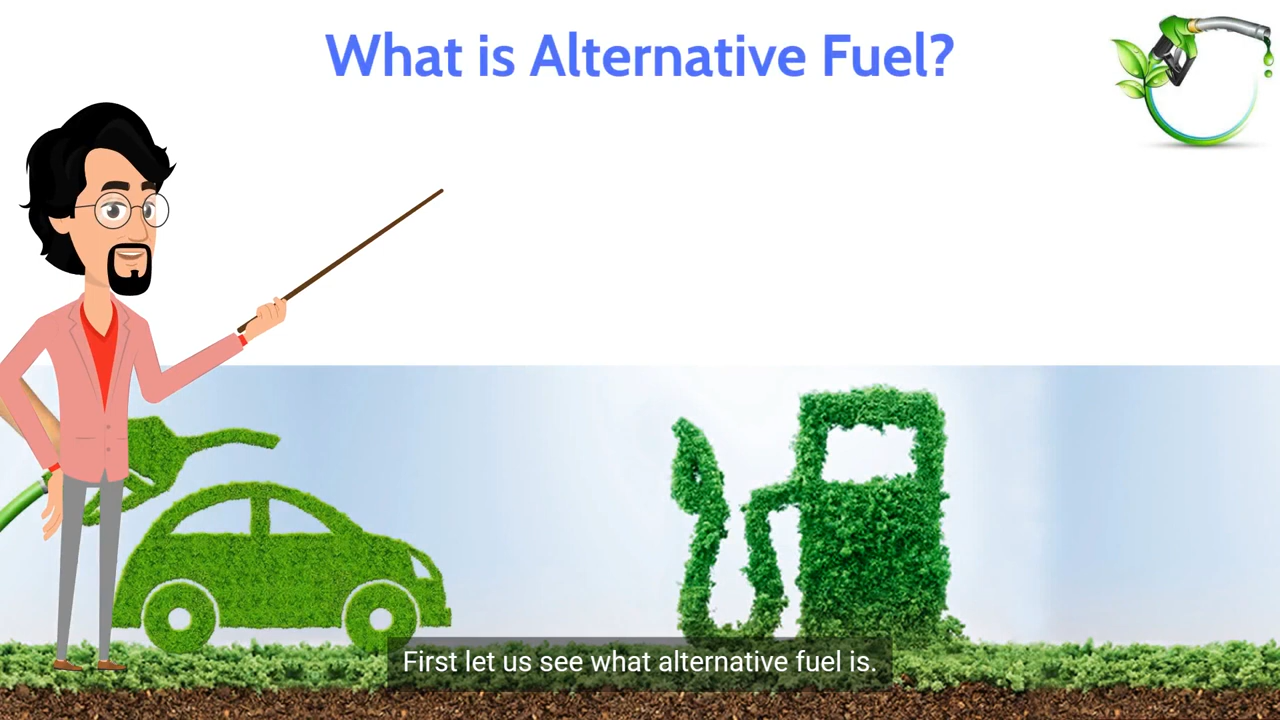 What is Alternative Fuel?
First let us see what alternative fuel is.